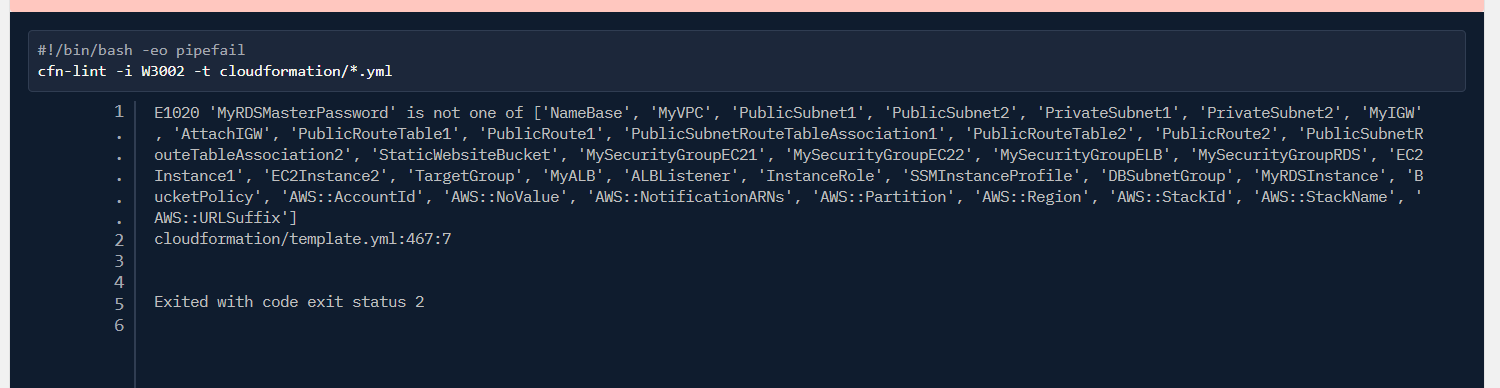 #!/bin/bash -eo pipefail
cfn-lint -i W3002 -t cloudformation/*.yml
1 E1020 'MyRDSMasterPassword' is not one of ['NameBase', 'MyVPC', 'PublicSubnet1', 'PublicSubnet2', 'PrivateSubnet1', 'PrivateSubnet2', 'MyIGW'
. , 'AttachIGW', 'PublicRouteTable1', 'PublicRoute1', 'PublicSubnetRouteTableAssociation1', 'PublicRouteTable2', 'PublicRoute2', 'PublicSubnetR
. outeTableAssociation2', 'StaticWebsiteBucket', 'MySecurityGroupEC21', 'MySecurityGroupEC22', 'MySecurityGroupELB', 'MySecurityGroupRDS', 'EC2
. Instance1', 'EC2Instance2', 'TargetGroup', 'MyALB', 'ALBListener', 'InstanceRole', 'SSMInstanceProfile', 'DBSubnetGroup', 'MyRDSInstance', 'B
. ucketPolicy', 'AWS::AccountId', 'AWS::NoValue', 'AWS::NotificationARNs', 'AWS::Partition', 'AWS::Region', 'AWS::StackId', 'AWS::StackName', '
. AWS::URLSuffix']
2 cloudformation/template.yml:467:7
3
4
5 Exited with code exit status 2
6